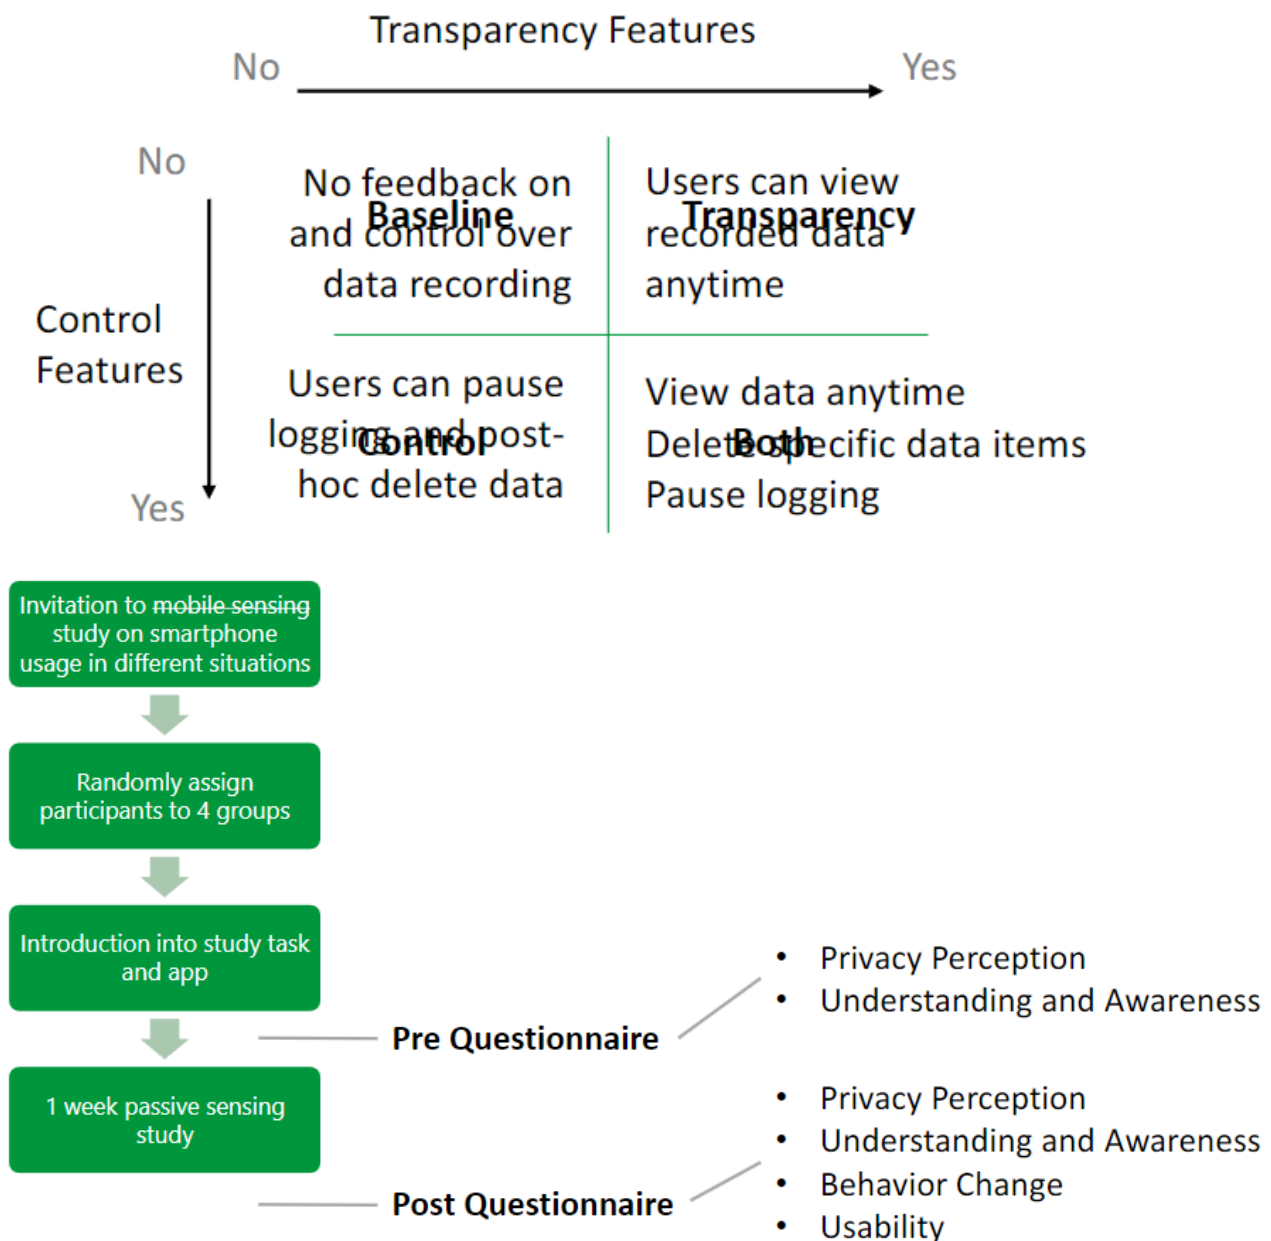 Transparency Features
No
Yes
No
No feedback on
and control over
data recording
Baseline
Users can view
recorded data
anytime
Transparency
Control
Features
Users can pause
logging and post-
hoc delete data
Control
View data anytime
Delete specific data items
Pause logging
Both
Yes
Invitation to mobile sensing
study on smartphone
usage in different situations
Randomly assign
participants to 4 groups
Introduction into study task
and app
• Privacy Perception
• Understanding and Awareness
Pre Questionnaire
1 week passive sensing
study
• Privacy Perception
• Understanding and Awareness
• Behavior Change
• Usability
Post Questionnaire